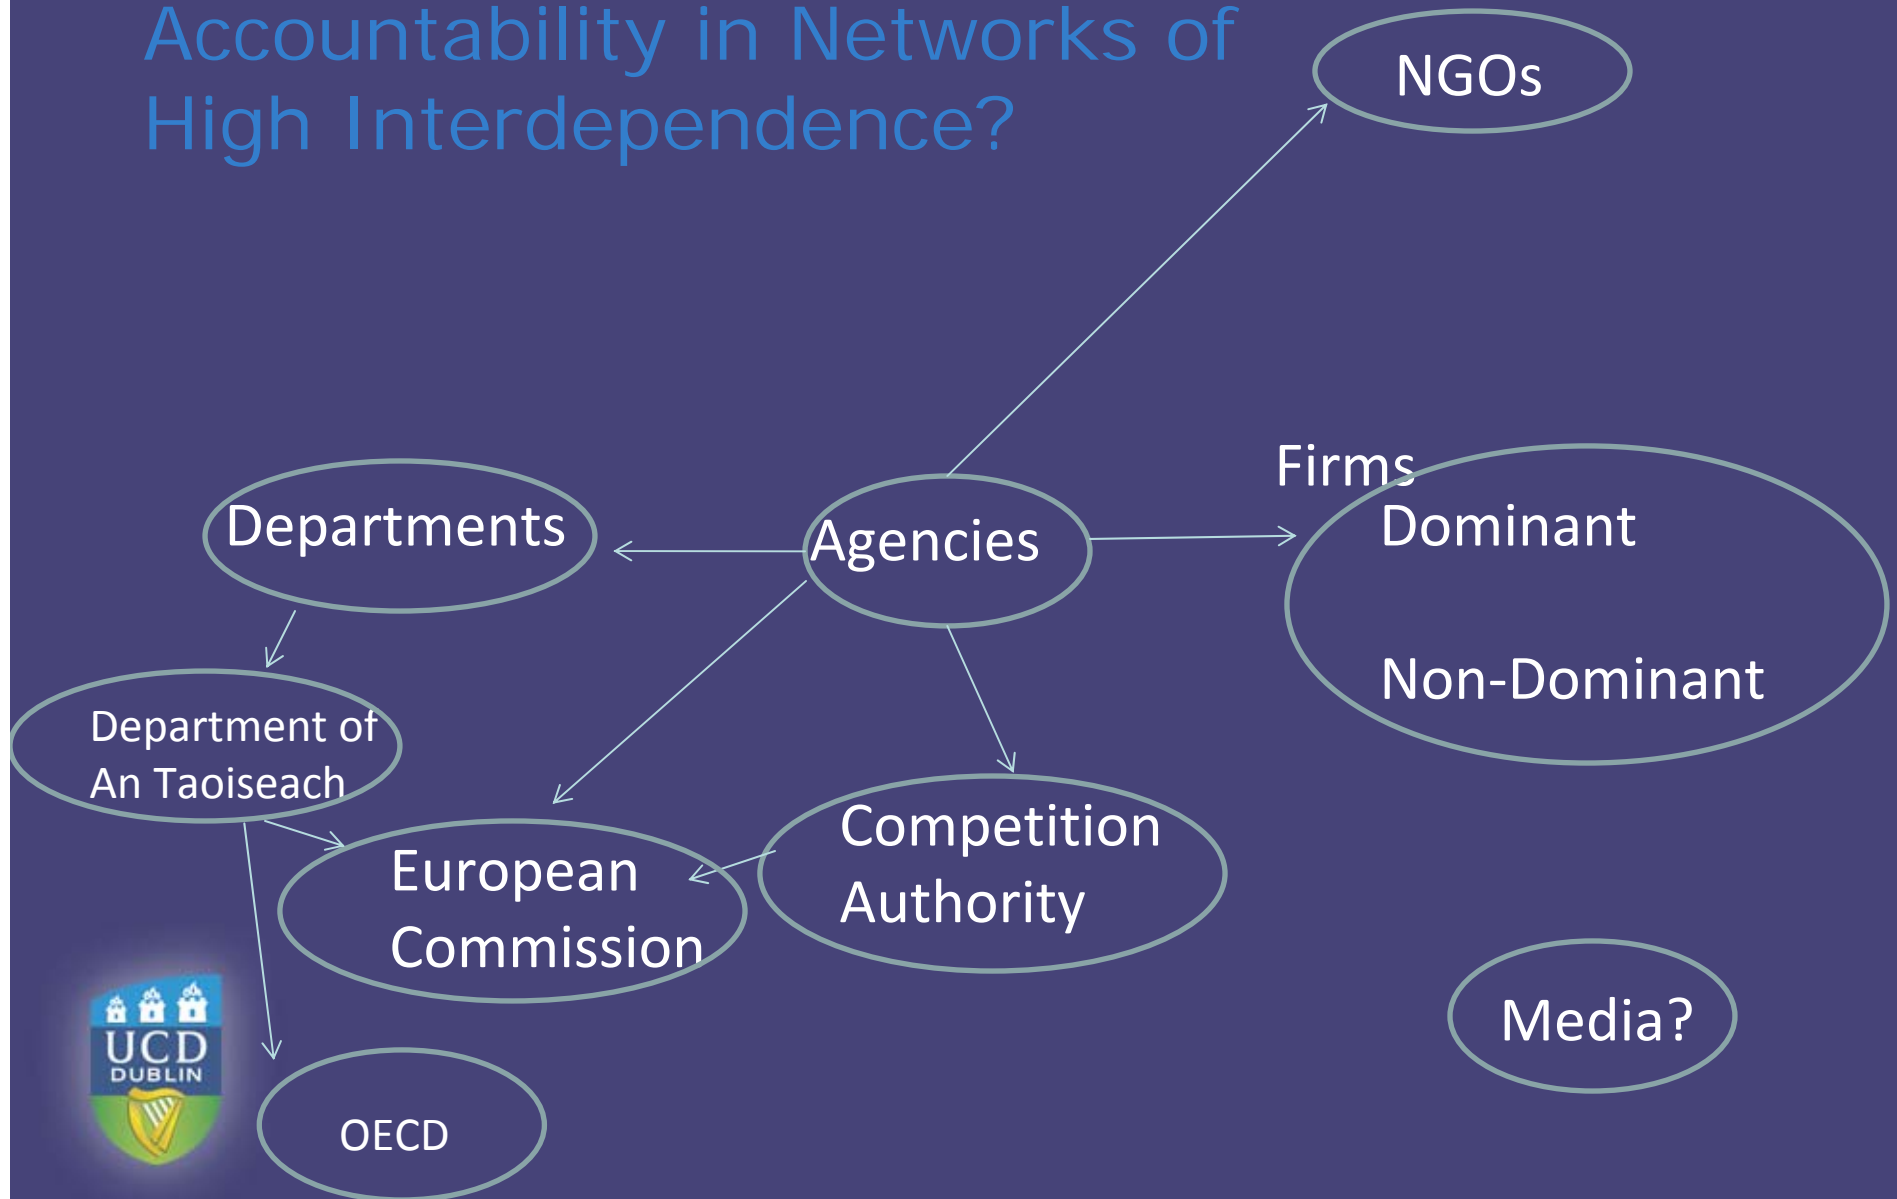 Accountability in Networks of
High Interdependence?
NGOs
Firms
Dominant
Non-Dominant
Departments
Agencies
Department of
An Taoiseach
European
Commission
Competition
Authority
Media?
OECD
UCD
DUBLIN